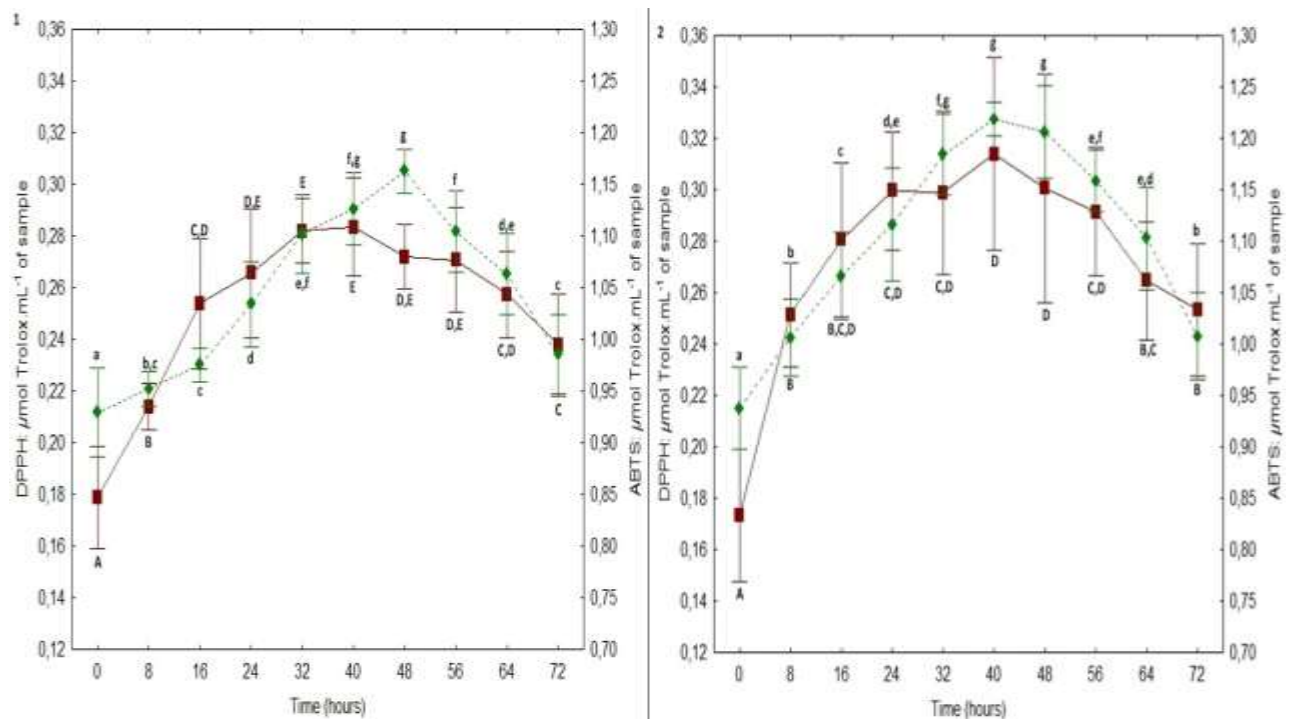 1
0,36
0,34
0,32
0,30
0,28
0,26
0,24
0,22
0,20
0,18
0,16
0,14
0,12
DPPH: µmol Trolox.mL⁻¹ of sample
1,30
1,25
1,20
1,15
1,10
1,05
1,00
0,95
0,90
0,85
0,80
0,75
0,70
ABTS: µmol Trolox.mL⁻¹ of sample
a
b,c
C,D
D,E
E
f,g
g
f
d,e
c
A
B
c
d
e,f
E
D,E
D,E
C,D
C
0 8 16 24 32 40 48 56 64 72
Time (hours)
2
0,36
0,34
0,32
0,30
0,28
0,26
0,24
0,22
0,20
0,18
0,16
0,14
0,12
DPPH: µmol Trolox.mL⁻¹ of sample
1,30
1,25
1,20
1,15
1,10
1,05
1,00
0,95
0,90
0,85
0,80
0,75
0,70
ABTS: µmol Trolox.mL⁻¹ of sample
a
b
c
d,e
f,g
g
g
e,f
e,d
b
A
B
B,C,D
C,D
C,D
D
D
C,D
B,C
B
0 8 16 24 32 40 48 56 64 72
Time (hours)